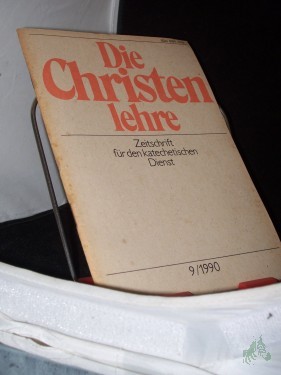 Die
Christen
lehre
Zeitschrift
für den katechetischen
Dienst
9/1990